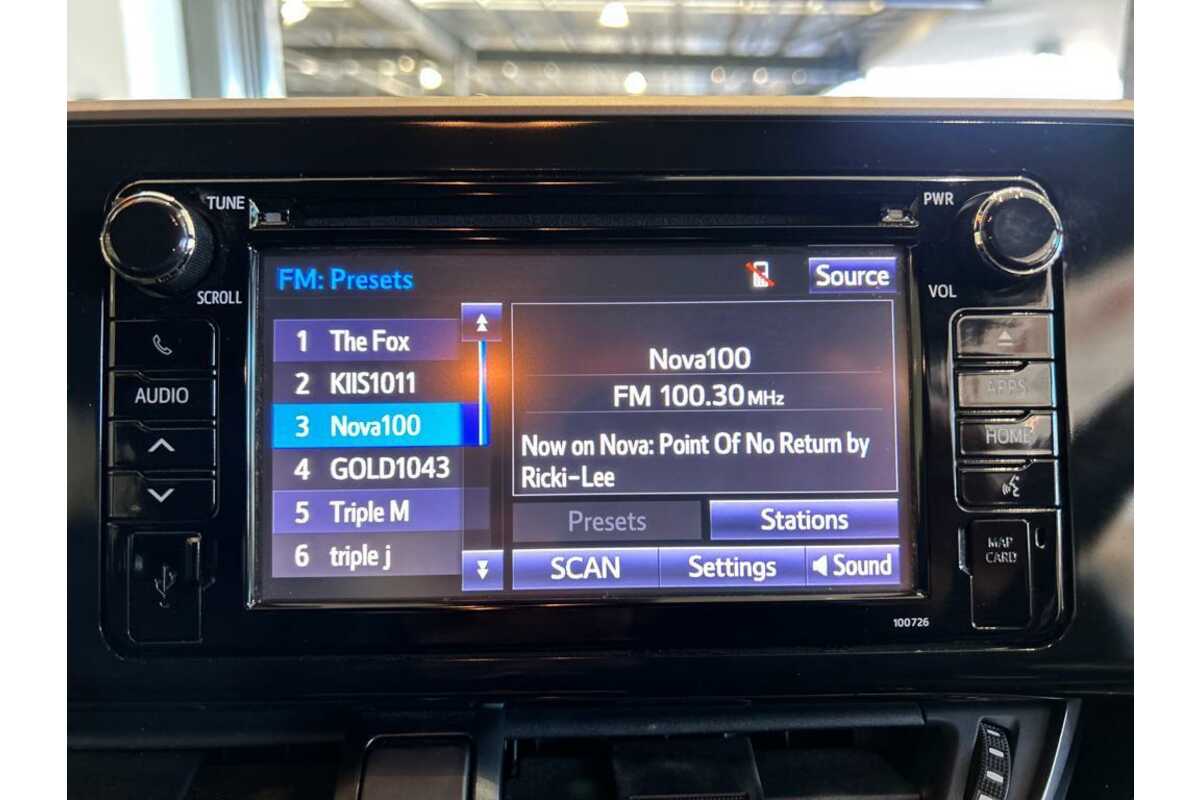 TUNE
PWR
SCROLL
VOL
AUDIO
APPS
HOME
MAP
CARD
100726
FM: Presets
Source
1 The Fox
2 KIIS1011
3 Nova100
4 GOLD1043
5 Triple M
6 triple j
Nova100
FM 100.30 MHz
Now on Nova: Point Of No Return by
Ricki-Lee
Presets
Stations
SCAN
Settings
Sound